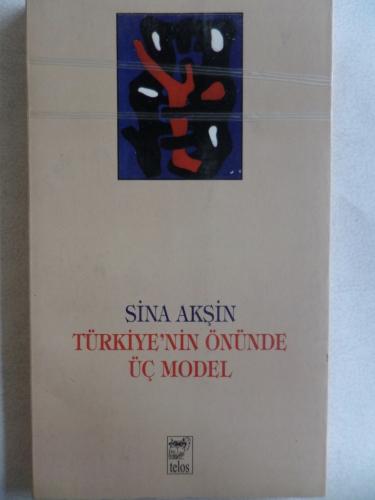 SİNA AKŞİN
TÜRKİYE'NİN ÖNÜNDE
ÜÇ MODEL
telos